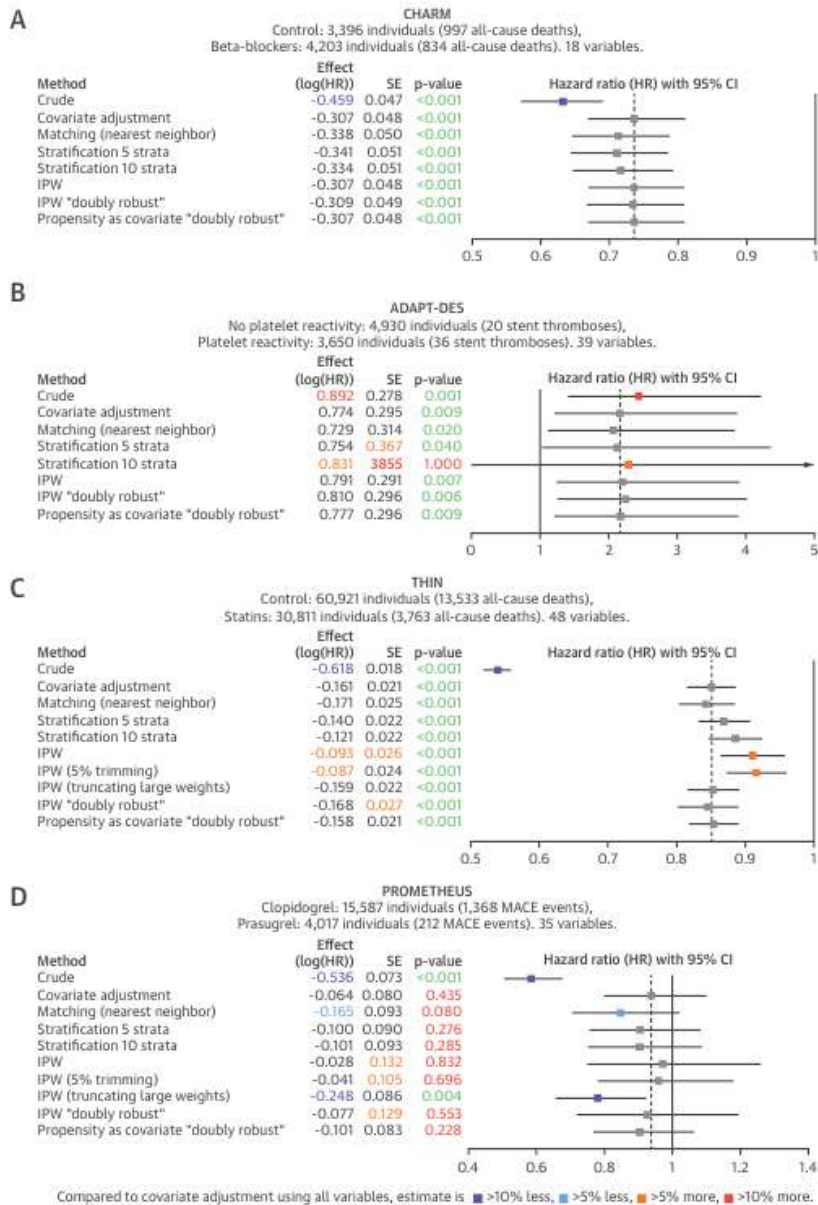 A
CHARM
Control: 3,396 individuals (997 all-cause deaths),
Beta-blockers: 4,203 individuals (834 all-cause deaths). 18 variables.
Effect
Method (log(HR)) SE p-value Hazard ratio (HR) with 95% CI
Crude -0.459 0.047 <0.001
Covariate adjustment -0.307 0.048 <0.001
Matching (nearest neighbor) -0.338 0.050 <0.001
Stratification 5 strata -0.341 0.051 <0.001
Stratification 10 strata -0.334 0.051 <0.001
IPW -0.307 0.048 <0.001
IPW "doubly robust" -0.309 0.049 <0.001
Propensity as covariate "doubly robust" -0.307 0.048 <0.001
0.5 0.6 0.7 0.8 0.9 1
B
ADAPT-DES
No platelet reactivity: 4,930 individuals (20 stent thromboses),
Platelet reactivity: 3,650 individuals (36 stent thromboses). 39 variables.
Effect
Method (log(HR)) SE p-value Hazard ratio (HR) with 95% CI
Crude 0.892 0.278 0.001
Covariate adjustment 0.774 0.295 0.009
Matching (nearest neighbor) 0.729 0.314 0.020
Stratification 5 strata 0.754 0.367 0.040
Stratification 10 strata 0.831 3855 1.000
IPW 0.791 0.291 0.007
IPW "doubly robust" 0.810 0.296 0.006
Propensity as covariate "doubly robust" 0.777 0.296 0.009
0 1 2 3 4 5
C
THIN
Control: 60,921 individuals (13,533 all-cause deaths),
Statins: 30,811 individuals (3,763 all-cause deaths). 48 variables.
Effect
Method (log(HR)) SE p-value Hazard ratio (HR) with 95% CI
Crude -0.618 0.018 <0.001
Covariate adjustment -0.161 0.021 <0.001
Matching (nearest neighbor) -0.171 0.025 <0.001
Stratification 5 strata -0.140 0.022 <0.001
Stratification 10 strata -0.121 0.022 <0.001
IPW -0.093 0.026 <0.001
IPW (5% trimming) -0.087 0.024 <0.001
IPW (truncating large weights) -0.159 0.022 <0.001
IPW "doubly robust" -0.168 0.027 <0.001
Propensity as covariate "doubly robust" -0.158 0.021 <0.001
0.5 0.6 0.7 0.8 0.9 1
D
PROMETHEUS
Clopidogrel: 15,587 individuals (1,368 MACE events),
Prasugrel: 4,017 individuals (212 MACE events). 35 variables.
Effect
Method (log(HR)) SE p-value Hazard ratio (HR) with 95% CI
Crude -0.536 0.073 <0.001
Covariate adjustment -0.064 0.080 0.435
Matching (nearest neighbor) -0.165 0.093 0.080
Stratification 5 strata -0.100 0.090 0.276
Stratification 10 strata -0.101 0.093 0.285
IPW -0.028 0.132 0.832
IPW (5% trimming) -0.041 0.105 0.696
IPW (truncating large weights) -0.248 0.086 0.004
IPW "doubly robust" -0.077 0.129 0.553
Propensity as covariate "doubly robust" -0.101 0.083 0.228
0.4 0.6 0.8 1 1.2 1.4
Compared to covariate adjustment using all variables, estimate is >10% less, >5% less, >5% more, >10% more.